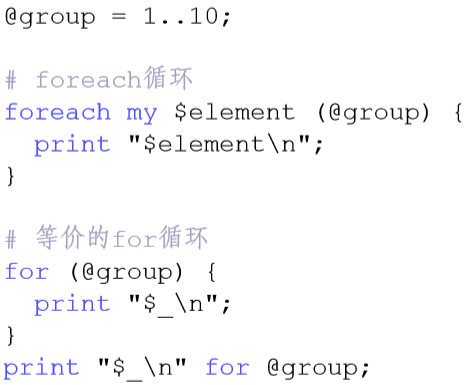 @group = 1..10;
# foreach循环
foreach my $element (@group) {
  print "$element\n";
}
# 等价的for循环
for (@group) {
  print "$_\n";
}
print "$_\n" for @group;